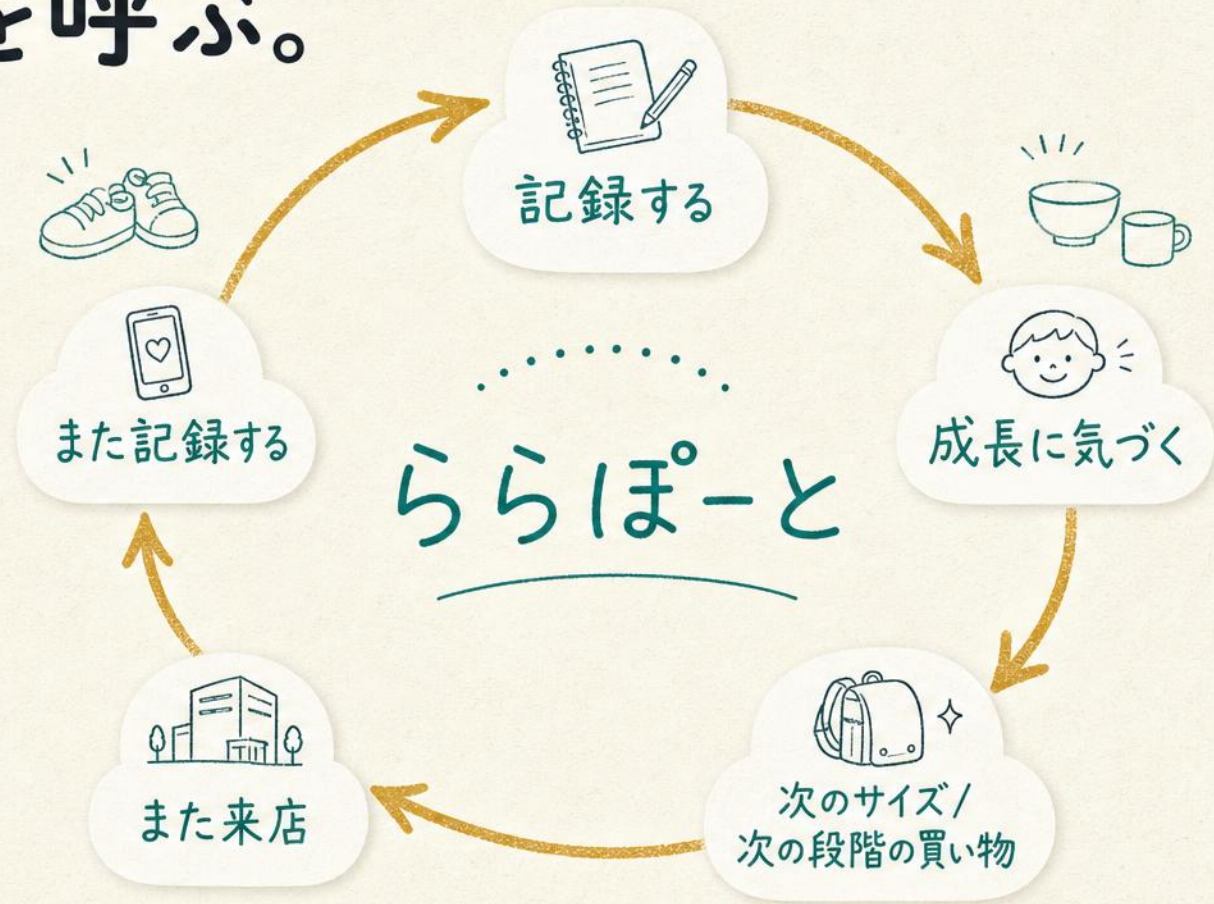 を呼ぶ。
記録する
成長に気づく
次のサイズ/
次の段階の買い物
また来店
また記録する
ららぽーと